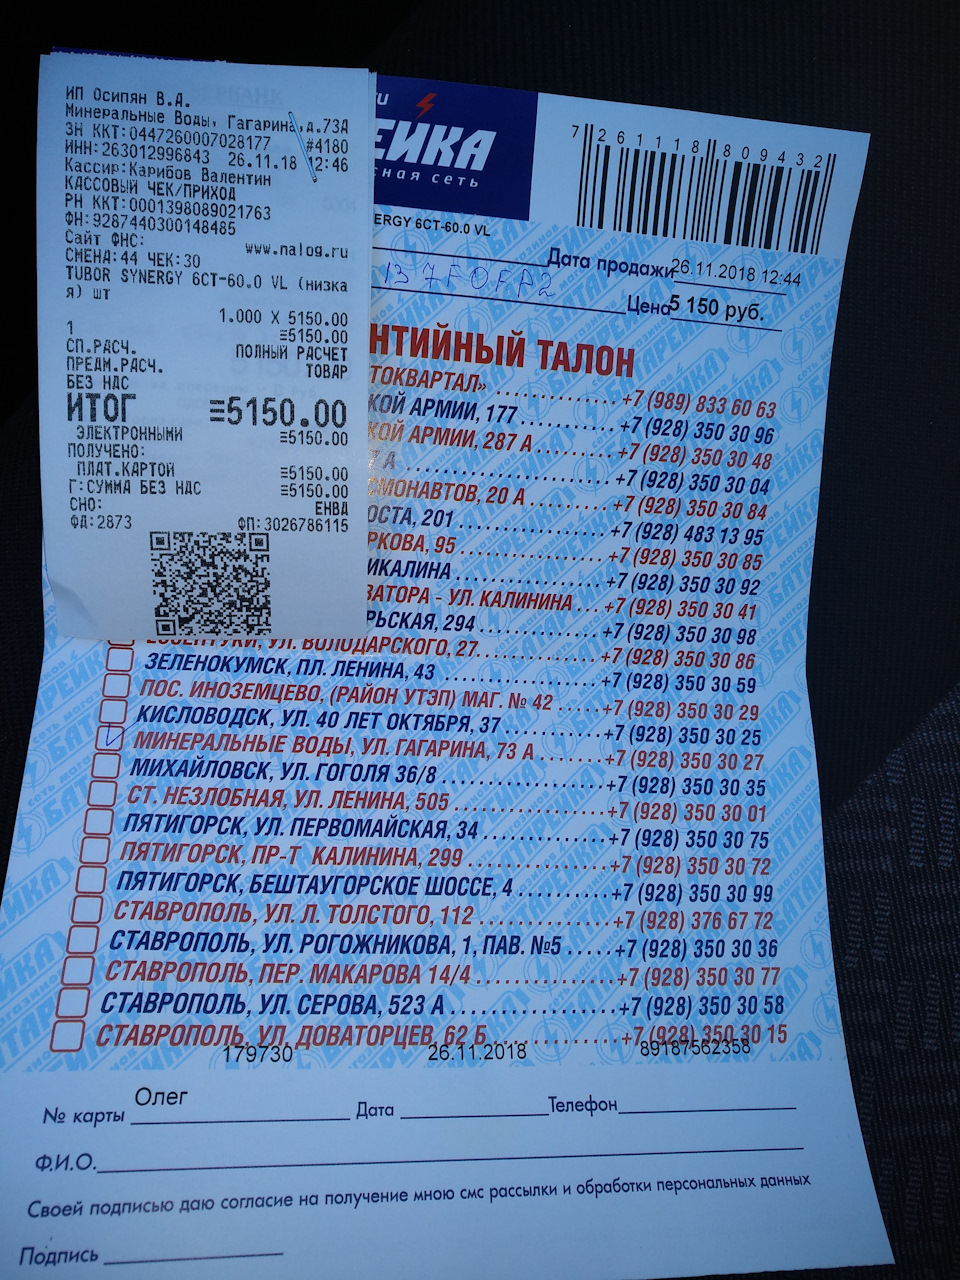 ИП Осипян В.А.
Минеральные Воды, Гагарина,д.73А
ЗН ККТ:0447260007028177 #4180
ИНН:263012996843 26.11.18 12:46
Кассир:Карибов Валентин
КАССОВЫЙ ЧЕК/ПРИХОД
РН ККТ:0001398089021763
ФН:9287440300148485
Сайт ФНС: www.nalog.ru
СМЕНА:44 ЧЕК:30
TUBOR SYNERGY 6СТ-60.0 VL (низка
я) шт
1.000 X 5150.00
1 ≡5150.00
СП.РАСЧ. ПОЛНЫЙ РАСЧЕТ
ПРЕДМ.РАСЧ. ТОВАР
БЕЗ НДС
ИТОГ ≡5150.00
ЭЛЕКТРОННЫМИ ≡5150.00
ПОЛУЧЕНО:
ПЛАТ.КАРТОЙ ≡5150.00
Г:СУММА БЕЗ НДС ≡5150.00
СНО: ЕНВД
ФД:2873 ФП:3026786115
ЕЙКА
сная сеть
7 261118 809432
ERGY 6СТ-60.0 VL
Дата продажи 26.11.2018 12:44
137FOFP2
Цена 5 150 руб.
НТИЙНЫЙ ТАЛОН
ТОКВАРТАЛ» +7 (989) 833 60 63
КОЙ АРМИИ, 177 +7 (928) 350 30 96
КОЙ АРМИИ, 287 А +7 (928) 350 30 48
7 А +7 (928) 350 30 04
СМОНАВТОВ, 20 А +7 (928) 350 30 84
ОСТА, 201 +7 (928) 483 13 95
РКОВА, 95 +7 (928) 350 30 85
ИКАЛИНА +7 (928) 350 30 92
ВАТОРА - УЛ. КАЛИНИНА +7 (928) 350 30 41
РЬСКАЯ, 294 +7 (928) 350 30 98
ЕССЕНТУКИ, УЛ. ВОЛОДАРСКОГО, 27 +7 (928) 350 30 86
ЗЕЛЕНОКУМСК, ПЛ. ЛЕНИНА, 43 +7 (928) 350 30 59
ПОС. ИНОЗЕМЦЕВО, (РАЙОН УТЭП) МАГ. № 42 +7 (928) 350 30 29
КИСЛОВОДСК, УЛ. 40 ЛЕТ ОКТЯБРЯ, 37 +7 (928) 350 30 25
МИНЕРАЛЬНЫЕ ВОДЫ, УЛ. ГАГАРИНА, 73 А +7 (928) 350 30 27
МИХАЙЛОВСК, УЛ. ГОГОЛЯ 36/8 +7 (928) 350 30 35
СТ. НЕЗЛОБНАЯ, УЛ. ЛЕНИНА, 505 +7 (928) 350 30 01
ПЯТИГОРСК, УЛ. ПЕРВОМАЙСКАЯ, 34 +7 (928) 350 30 75
ПЯТИГОРСК, ПР-Т КАЛИНИНА, 299 +7 (928) 350 30 72
ПЯТИГОРСК, БЕШТАУГОРСКОЕ ШОССЕ, 4 +7 (928) 350 30 99
СТАВРОПОЛЬ, УЛ. Л. ТОЛСТОГО, 112 +7 (928) 376 67 72
СТАВРОПОЛЬ, УЛ. РОГОЖНИКОВА, 1, ПАВ. №5 +7 (928) 350 30 36
СТАВРОПОЛЬ, ПЕР. МАКАРОВА 14/4 +7 (928) 350 30 77
СТАВРОПОЛЬ, УЛ. СЕРОВА, 523 А +7 (928) 350 30 58
СТАВРОПОЛЬ, УЛ. ДОВАТОРЦЕВ, 62 Б +7 (928) 350 30 15
179730 26.11.2018 89187562358
Олег
№ карты Дата Телефон
Ф.И.О.
Своей подписью даю согласие на получение мною смс рассылки и обработки персональных данных
Подпись